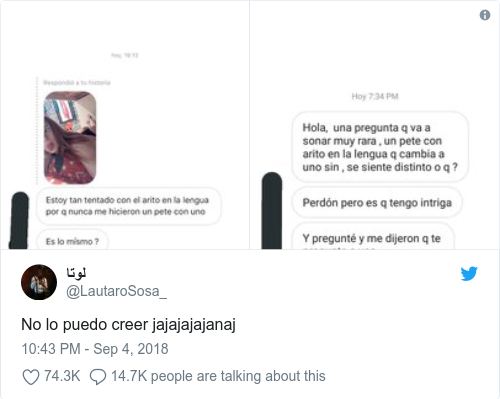 Hoy, 19:12
Respondió a tu historia
Estoy tan tentado con el arito en la lengua
por q nunca me hicieron un pete con uno
Es lo mismo ?
Hoy 7:34 PM
Hola, una pregunta q va a
sonar muy rara , un pete con
arito en la lengua q cambia a
uno sin , se siente distinto o q ?
Perdón pero es q tengo intriga
Y pregunté y me dijeron q te
لوتا
@LautaroSosa_
No lo puedo creer jajajajajanaj
10:43 PM - Sep 4, 2018
74.3K 14.7K people are talking about this